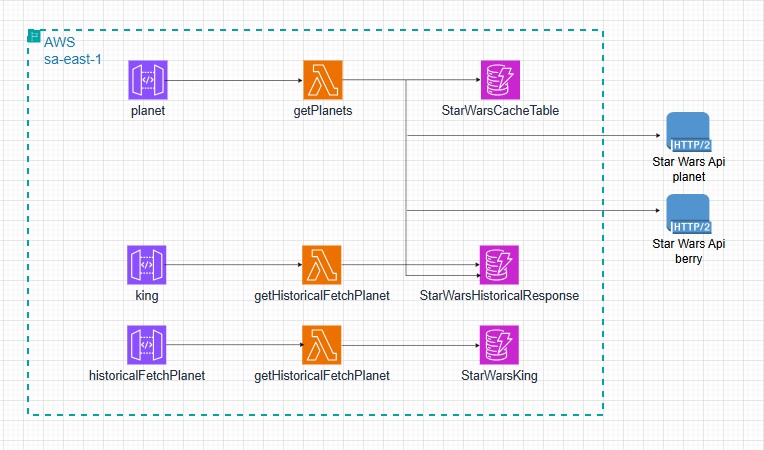 AWS
sa-east-1
planet
getPlanets
StarWarsCacheTable
HTTP/2
Star Wars Api
planet
HTTP/2
Star Wars Api
berry
king
getHistoricalFetchPlanet
StarWarsHistoricalResponse
historicalFetchPlanet
getHistoricalFetchPlanet
StarWarsKing